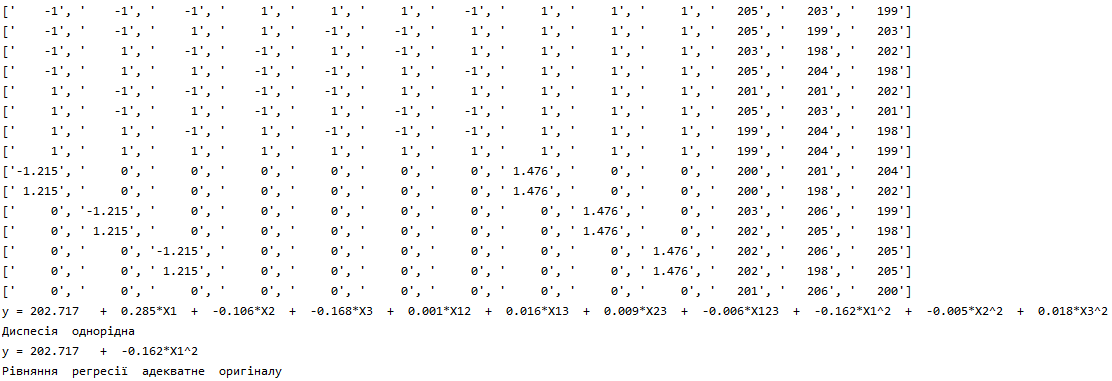 ['    -1', '    -1', '    -1', '     1', '     1', '     1', '    -1', '     1', '     1', '     1', '   205', '   203', '   199']
['    -1', '    -1', '     1', '     1', '    -1', '    -1', '     1', '     1', '     1', '     1', '   205', '   199', '   203']
['    -1', '     1', '    -1', '    -1', '     1', '    -1', '     1', '     1', '     1', '     1', '   203', '   198', '   202']
['    -1', '     1', '     1', '    -1', '    -1', '     1', '    -1', '     1', '     1', '     1', '   205', '   204', '   198']
['     1', '    -1', '    -1', '    -1', '    -1', '     1', '     1', '     1', '     1', '     1', '   201', '   201', '   202']
['     1', '    -1', '     1', '    -1', '     1', '    -1', '    -1', '     1', '     1', '     1', '   205', '   203', '   201']
['     1', '     1', '    -1', '     1', '    -1', '    -1', '    -1', '     1', '     1', '     1', '   199', '   204', '   198']
['     1', '     1', '     1', '     1', '     1', '     1', '     1', '     1', '     1', '     1', '   199', '   204', '   199']
['-1.215', '     0', '     0', '     0', '     0', '     0', '     0', ' 1.476', '     0', '     0', '   200', '   201', '   204']
[' 1.215', '     0', '     0', '     0', '     0', '     0', '     0', ' 1.476', '     0', '     0', '   200', '   198', '   202']
['     0', '-1.215', '     0', '     0', '     0', '     0', '     0', '     0', ' 1.476', '     0', '   203', '   206', '   199']
['     0', ' 1.215', '     0', '     0', '     0', '     0', '     0', '     0', ' 1.476', '     0', '   202', '   205', '   198']
['     0', '     0', '-1.215', '     0', '     0', '     0', '     0', '     0', '     0', ' 1.476', '   202', '   206', '   205']
['     0', '     0', ' 1.215', '     0', '     0', '     0', '     0', '     0', '     0', ' 1.476', '   202', '   198', '   205']
['     0', '     0', '     0', '     0', '     0', '     0', '     0', '     0', '     0', '     0', '   201', '   206', '   200']
y = 202.717   +  0.285*X1  +  -0.106*X2  +  -0.168*X3  +  0.001*X12  +  0.016*X13  +  0.009*X23  +  -0.006*X123  +  -0.162*X1^2  +  -0.005*X2^2  +  0.018*X3^2
Диспесія  однорідна
y = 202.717   +  -0.162*X1^2
Рівняння  регресії  адекватне  оригіналу